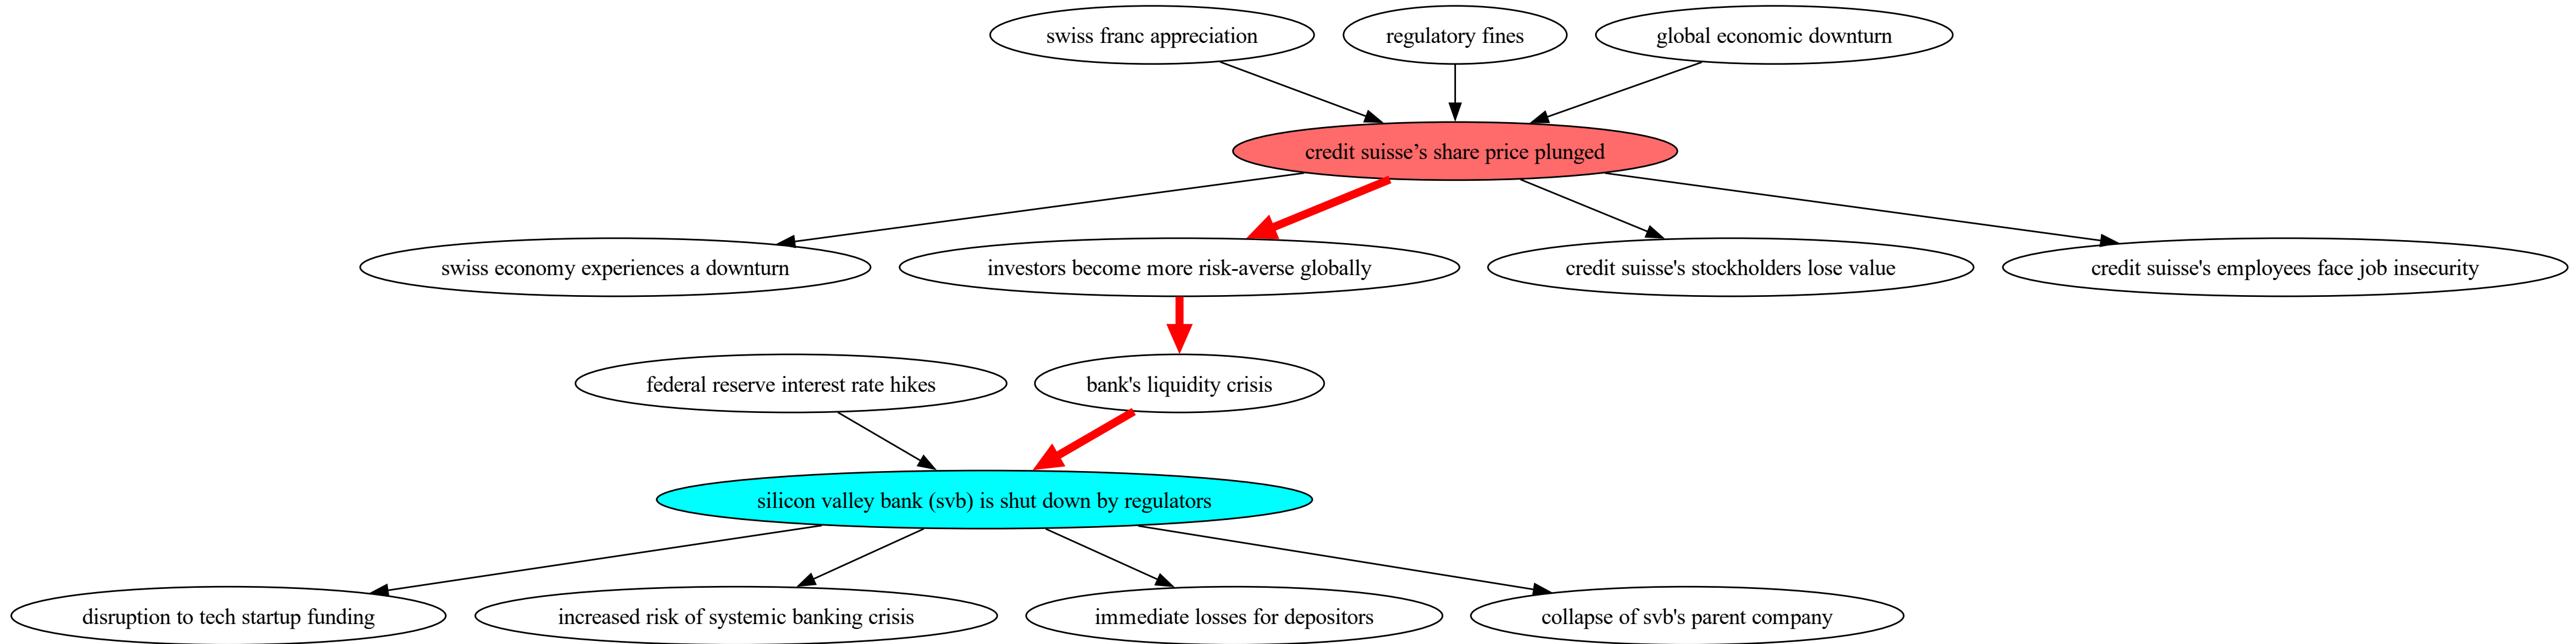 swiss franc appreciation
regulatory fines
global economic downturn
credit suisse’s share price plunged
swiss economy experiences a downturn
investors become more risk-averse globally
credit suisse's stockholders lose value
credit suisse's employees face job insecurity
federal reserve interest rate hikes
bank's liquidity crisis
silicon valley bank (svb) is shut down by regulators
disruption to tech startup funding
increased risk of systemic banking crisis
immediate losses for depositors
collapse of svb's parent company